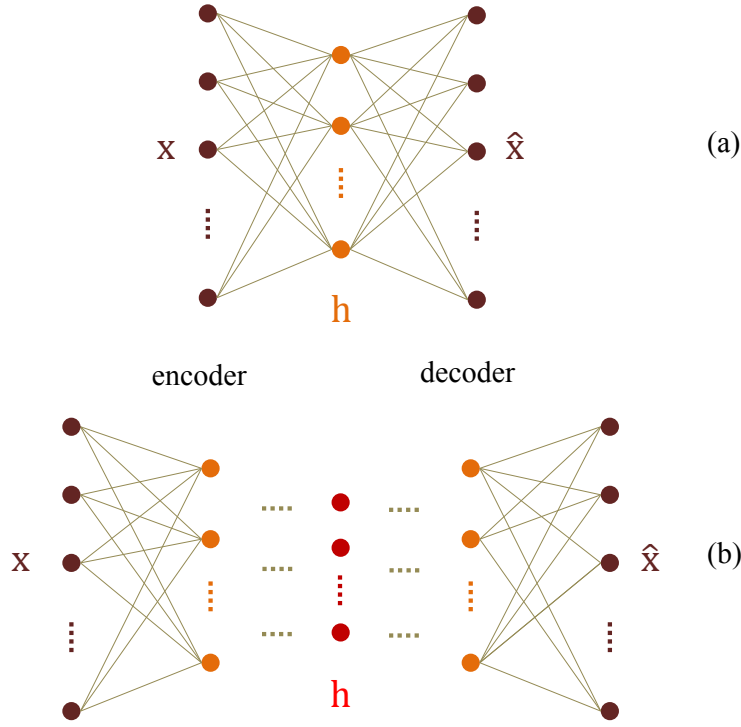 x x̂ (a)
h
encoder decoder
x x̂ (b)
h